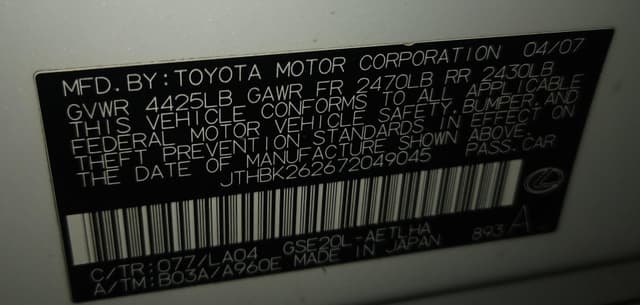 MFD. BY: TOYOTA MOTOR CORPORATION 04/07
GVWR 4425LB GAWR FR 2470LB RR 2430LB
THIS VEHICLE CONFORMS TO ALL APPLICABLE
FEDERAL MOTOR VEHICLE SAFETY, BUMPER, AND
THEFT PREVENTION STANDARDS IN EFFECT ON
THE DATE OF MANUFACTURE SHOWN ABOVE.
JTHBK262672049045 PASS. CAR
C/TR: 077/LA04 GSE20L-AETLHA
A/TM: B03A/A960E MADE IN JAPAN 893 A